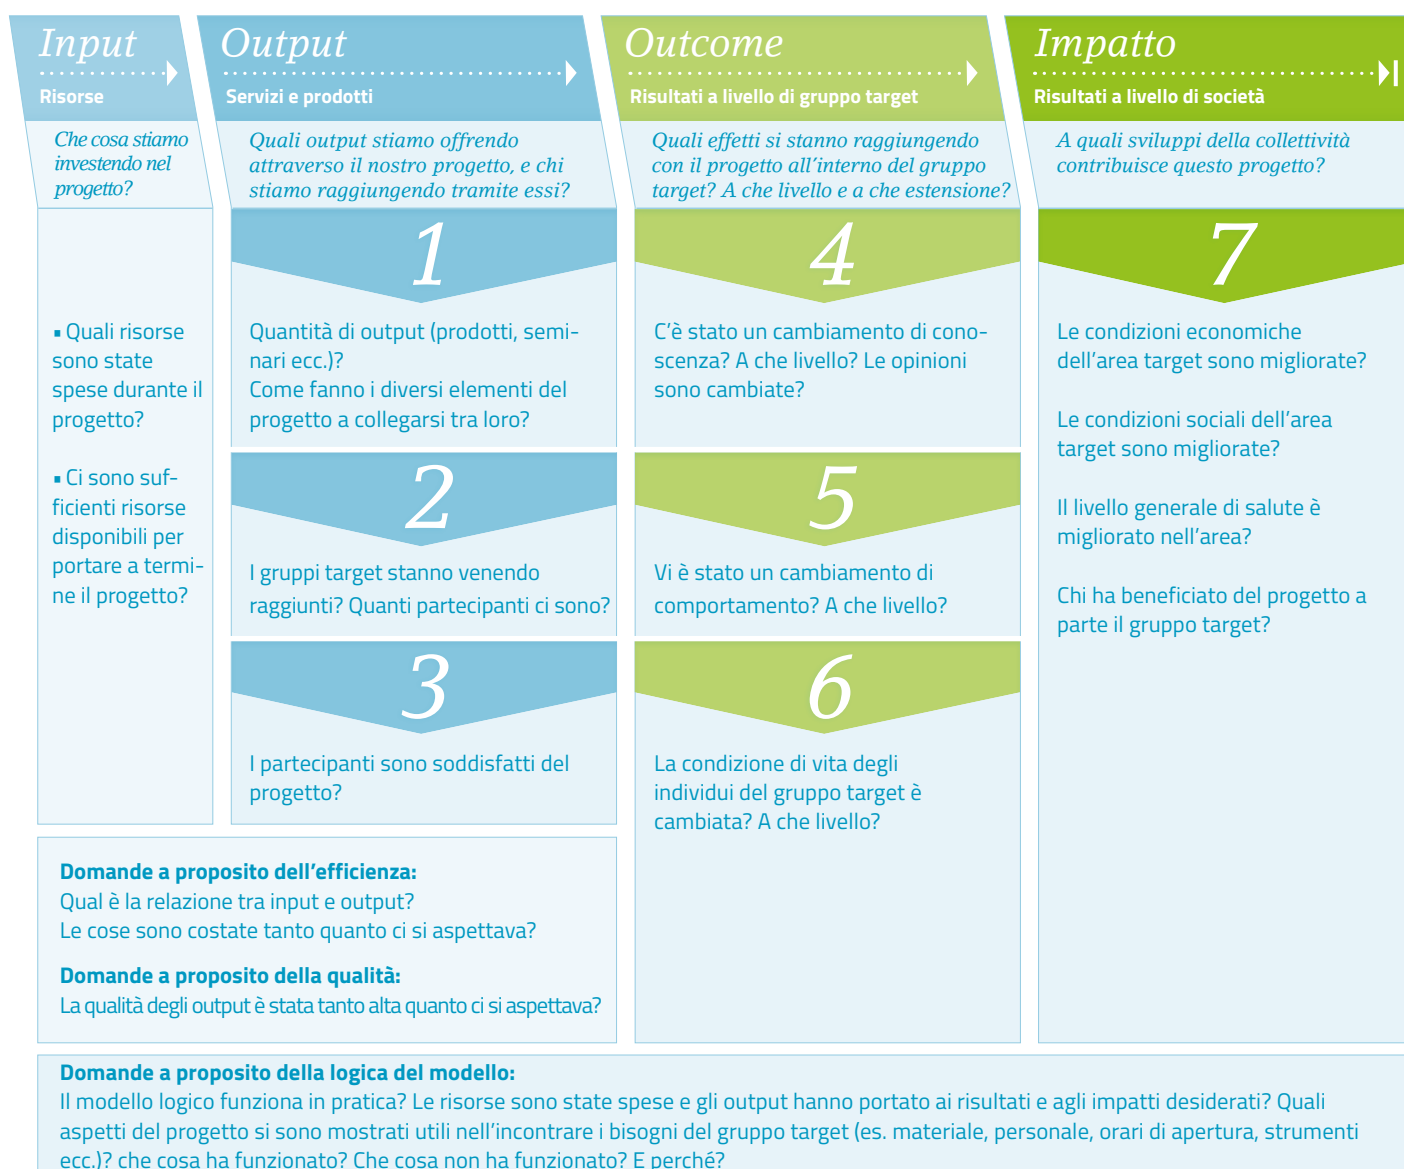 Input
Risorse
Che cosa stiamo
investendo nel
progetto?
▪ Quali risorse
sono state
spese durante il
progetto?
▪ Ci sono suf-
ficienti risorse
disponibili per
portare a termi-
ne il progetto?
Output
Servizi e prodotti
Quali output stiamo offrendo
attraverso il nostro progetto, e chi
stiamo raggiungendo tramite essi?
1
Quantità di output (prodotti, semi-
nari ecc.)?
Come fanno i diversi elementi del
progetto a collegarsi tra loro?
2
I gruppi target stanno venendo
raggiunti? Quanti partecipanti ci sono?
3
I partecipanti sono soddisfatti del
progetto?
Domande a proposito dell’efficienza:
Qual è la relazione tra input e output?
Le cose sono costate tanto quanto ci si aspettava?
Domande a proposito della qualità:
La qualità degli output è stata tanto alta quanto ci si aspettava?
Outcome
Risultati a livello di gruppo target
Quali effetti si stanno raggiungendo
con il progetto all’interno del gruppo
target? A che livello e a che estensione?
4
C’è stato un cambiamento di cono-
scenza? A che livello? Le opinioni
sono cambiate?
5
Vi è stato un cambiamento di
comportamento? A che livello?
6
La condizione di vita degli
individui del gruppo target è
cambiata? A che livello?
Impatto
Risultati a livello di società
A quali sviluppi della collettività
contribuisce questo progetto?
7
Le condizioni economiche
dell’area target sono migliorate?
Le condizioni sociali dell’area
target sono migliorate?
Il livello generale di salute è
migliorato nell’area?
Chi ha beneficiato del progetto a
parte il gruppo target?
Domande a proposito della logica del modello:
Il modello logico funziona in pratica? Le risorse sono state spese e gli output hanno portato ai risultati e agli impatti desiderati? Quali
aspetti del progetto si sono mostrati utili nell’incontrare i bisogni del gruppo target (es. materiale, personale, orari di apertura, strumenti
ecc.)? che cosa ha funzionato? Che cosa non ha funzionato? E perché?